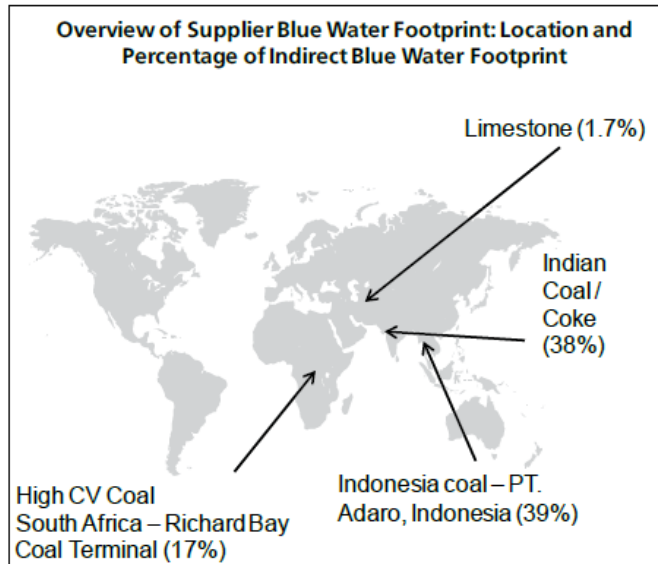 Overview of Supplier Blue Water Footprint: Location and
Percentage of Indirect Blue Water Footprint
Limestone (1.7%)
Indian
Coal /
Coke
(38%)
Indonesia coal – PT.
Adaro, Indonesia (39%)
High CV Coal
South Africa – Richard Bay
Coal Terminal (17%)